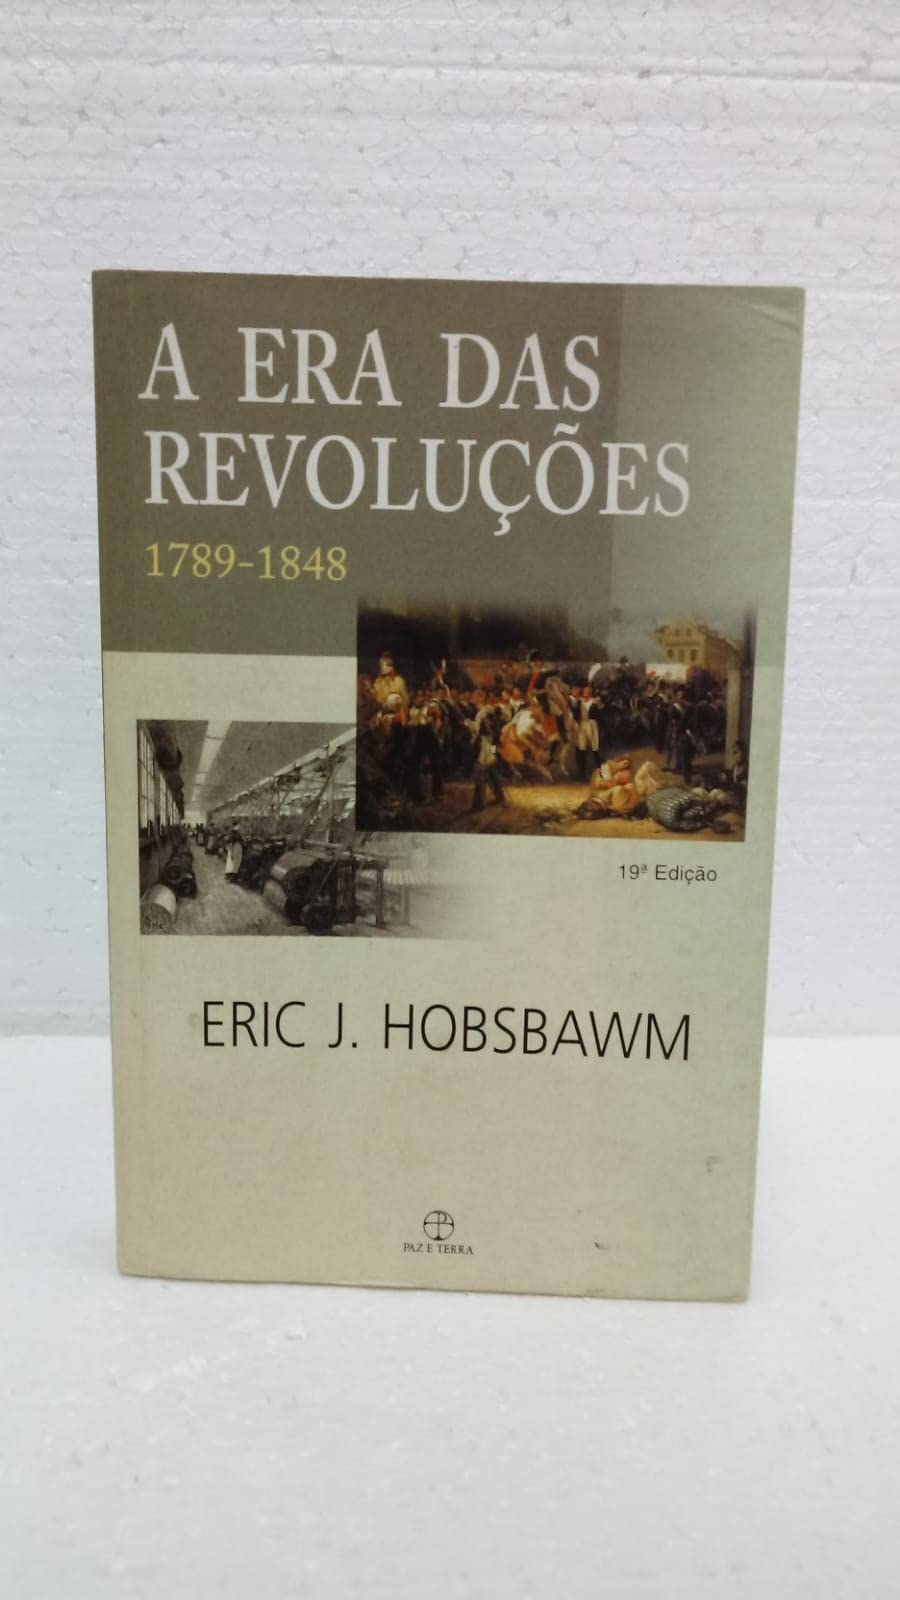 A ERA DAS
REVOLUÇÕES
1789-1848
19ª Edição
ERIC J. HOBSBAWM
PAZ E TERRA